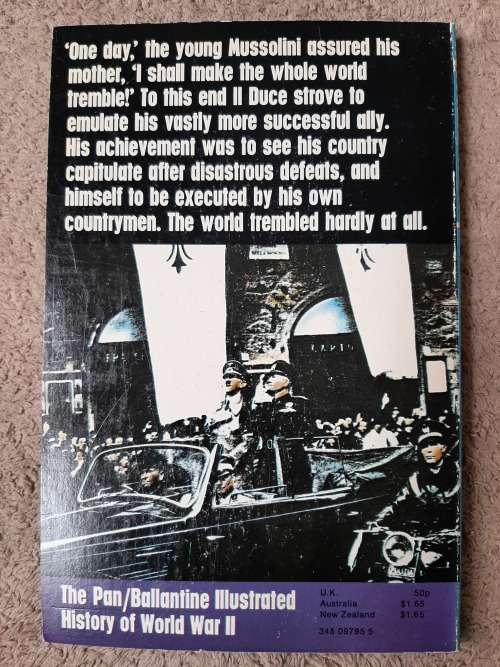 ‘One day,’ the young Mussolini assured his
mother, ‘I shall make the whole world
tremble!’ To this end Il Duce strove to
emulate his vastly more successful ally.
His achievement was to see his country
capitulate after disastrous defeats, and
himself to be executed by his own
countrymen. The world trembled hardly at all.
The Pan/Ballantine Illustrated
History of World War II
U.K. 50p
Australia $1.65
New Zealand $1.65
345 09795 5